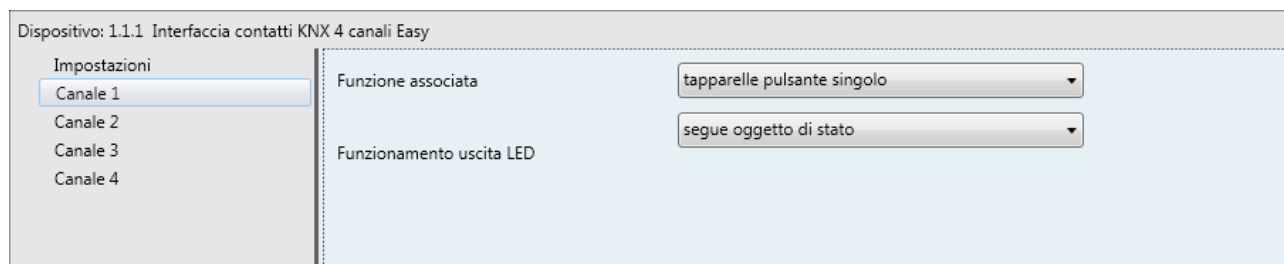 Dispositivo: 1.1.1 Interfaccia contatti KNX 4 canali Easy
Impostazioni
Canale 1
Canale 2
Canale 3
Canale 4
Funzione associata
tapparelle pulsante singolo
segue oggetto di stato
Funzionamento uscita LED